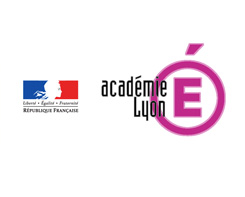 Liberté • Égalité • Fraternité
RÉPUBLIQUE FRANÇAISE
académie
Lyon
É